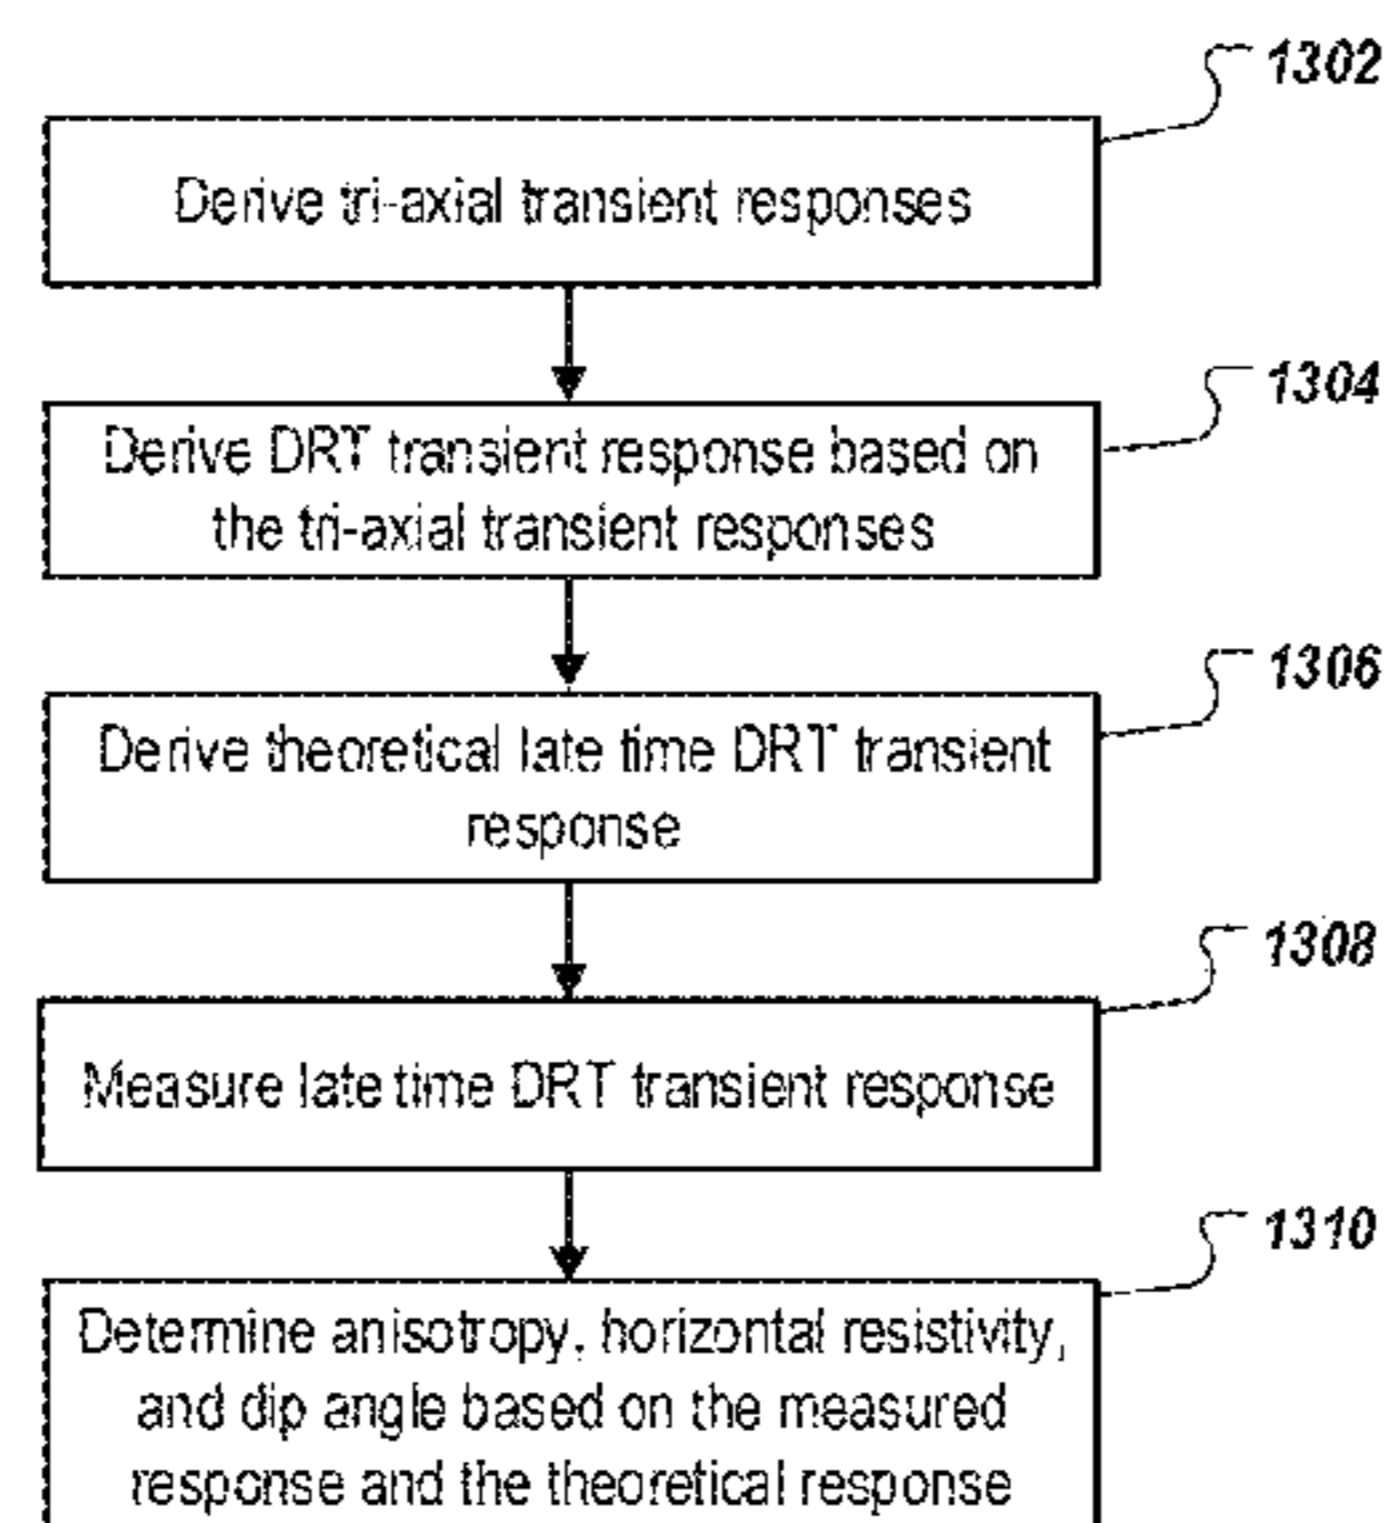 1302
Derive tri-axial transient responses
1304
Derive DRT transient response based on
the tri-axial transient responses
1306
Derive theoretical late time DRT transient
response
1308
Measure late time DRT transient response
1310
Determine anisotropy, horizontal resistivity,
and dip angle based on the measured
response and the theoretical response